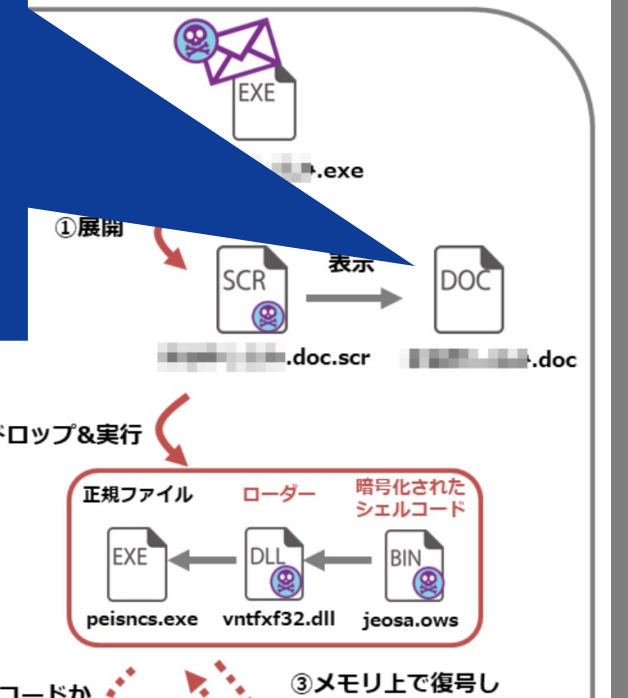 EXE
.exe
①展開
SCR
表示
DOC
.doc.scr
.doc
ドロップ&実行
正規ファイル
ローダー
暗号化された
シェルコード
EXE
DLL
BIN
peisncs.exe
vntfxf32.dll
jeosa.ows
コードか
③メモリ上で復号し